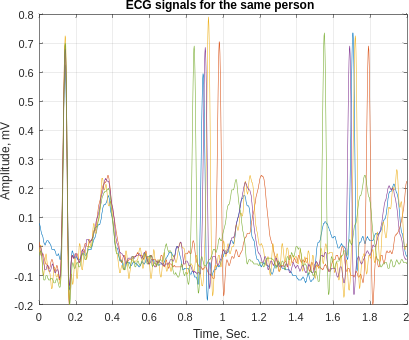 ECG signals for the same person
0.8
0.7
0.6
0.5
0.4
0.3
0.2
0.1
0
-0.1
-0.2
Amplitude, mV
0 0.2 0.4 0.6 0.8 1 1.2 1.4 1.6 1.8 2
Time, Sec.